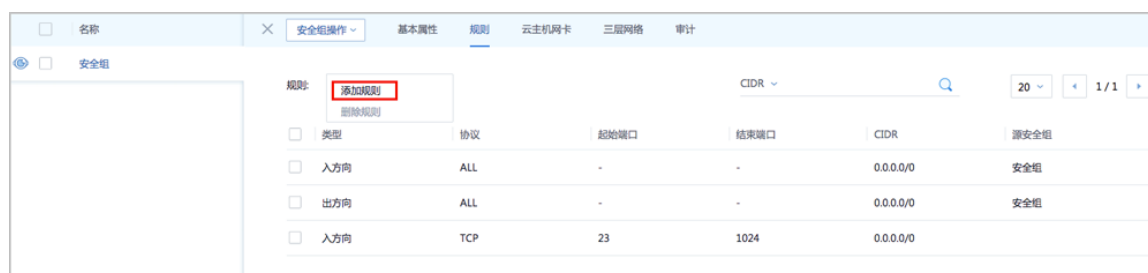 名称
安全组操作 基本属性 规则 云主机网卡 三层网络 审计
安全组
规则: 添加规则 CIDR 20 1 / 1
删除规则
类型 协议 起始端口 结束端口 CIDR 源安全组
入方向 ALL - - 0.0.0.0/0 安全组
出方向 ALL - - 0.0.0.0/0 安全组
入方向 TCP 23 1024 0.0.0.0/0